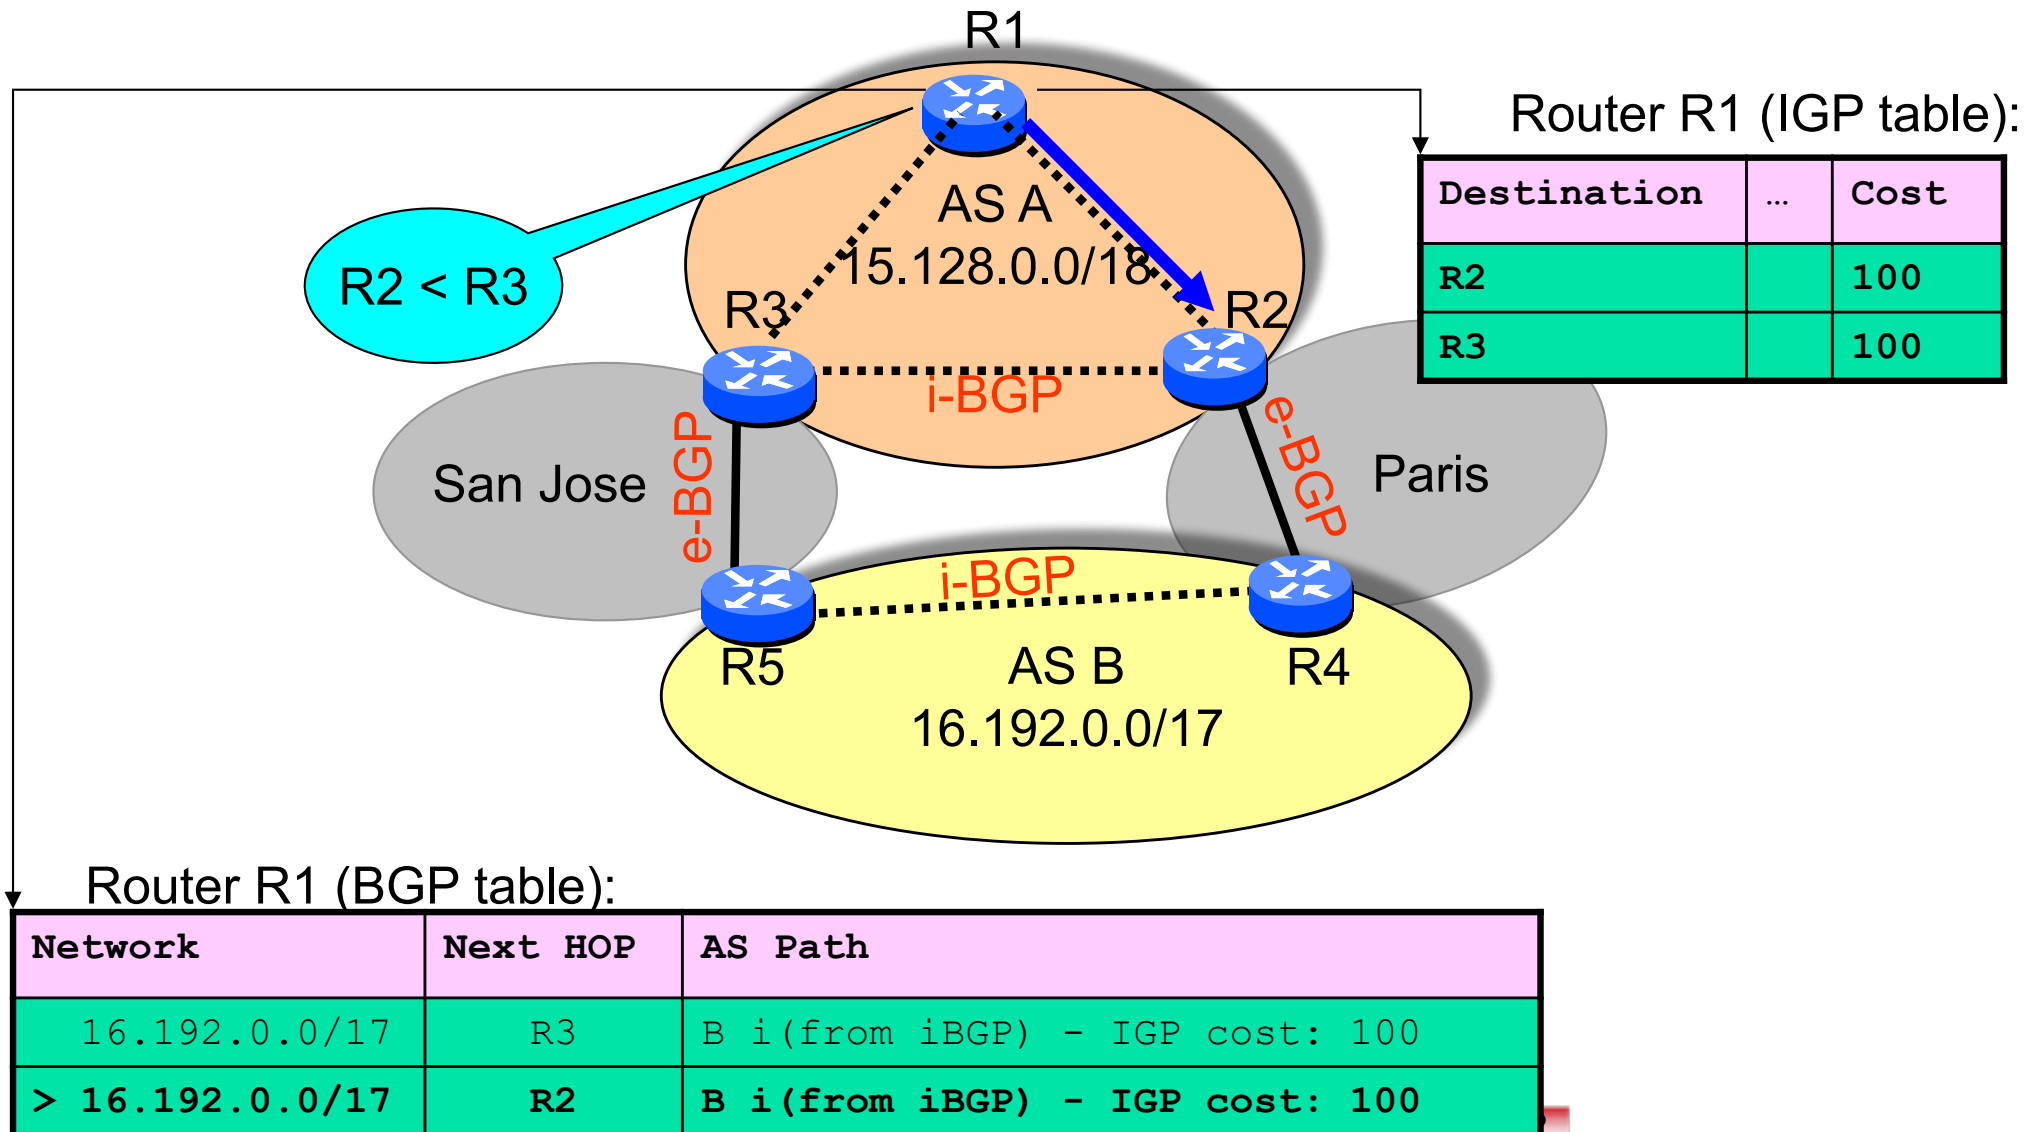 R1
Router R1 (IGP table):
Destination … Cost
R2 100
R3 100
AS A
15.128.0.0/18
R2 < R3
R3
R2
i-BGP
e-BGP
e-BGP
San Jose
Paris
i-BGP
R5
AS B
R4
16.192.0.0/17
Router R1 (BGP table):
Network Next HOP AS Path
16.192.0.0/17 R3 B i(from iBGP) - IGP cost: 100
> 16.192.0.0/17 R2 B i(from iBGP) - IGP cost: 100